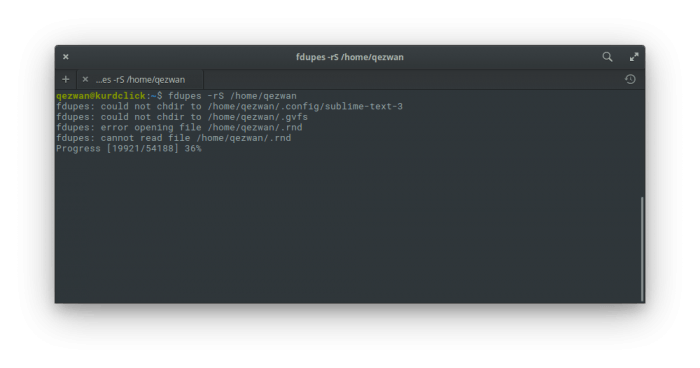 fdupes -rS /home/qezwan
...es -rS /home/qezwan
qezwan@kurdclick:~$ fdupes -rS /home/qezwan
fdupes: could not chdir to /home/qezwan/.config/sublime-text-3
fdupes: could not chdir to /home/qezwan/.gvfs
fdupes: error opening file /home/qezwan/.rnd
fdupes: cannot read file /home/qezwan/.rnd
Progress [19921/54188] 36%